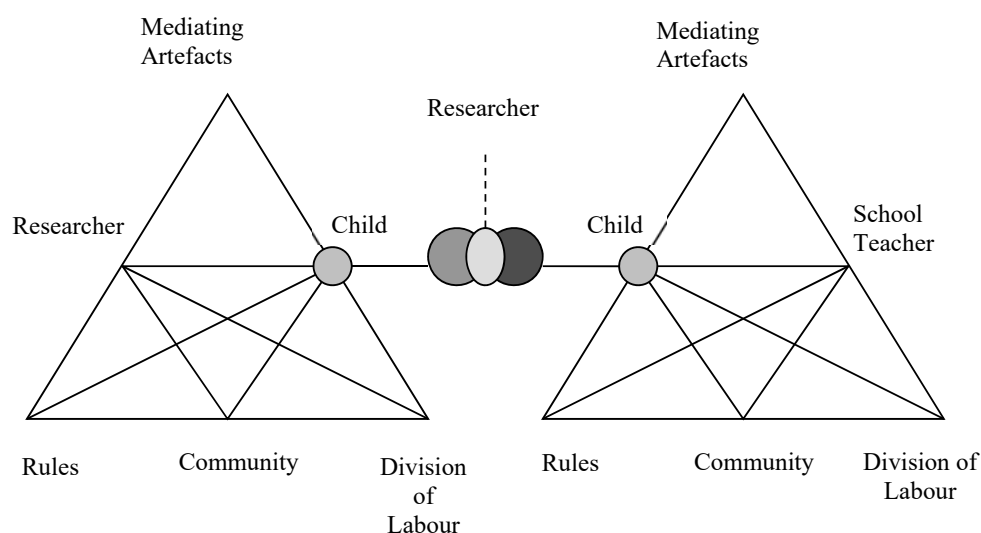 Mediating
Artefacts
Mediating
Artefacts
Researcher
Researcher
Child
Child
School
Teacher
Rules
Community
Division
of
Labour
Rules
Community
Division of
Labour